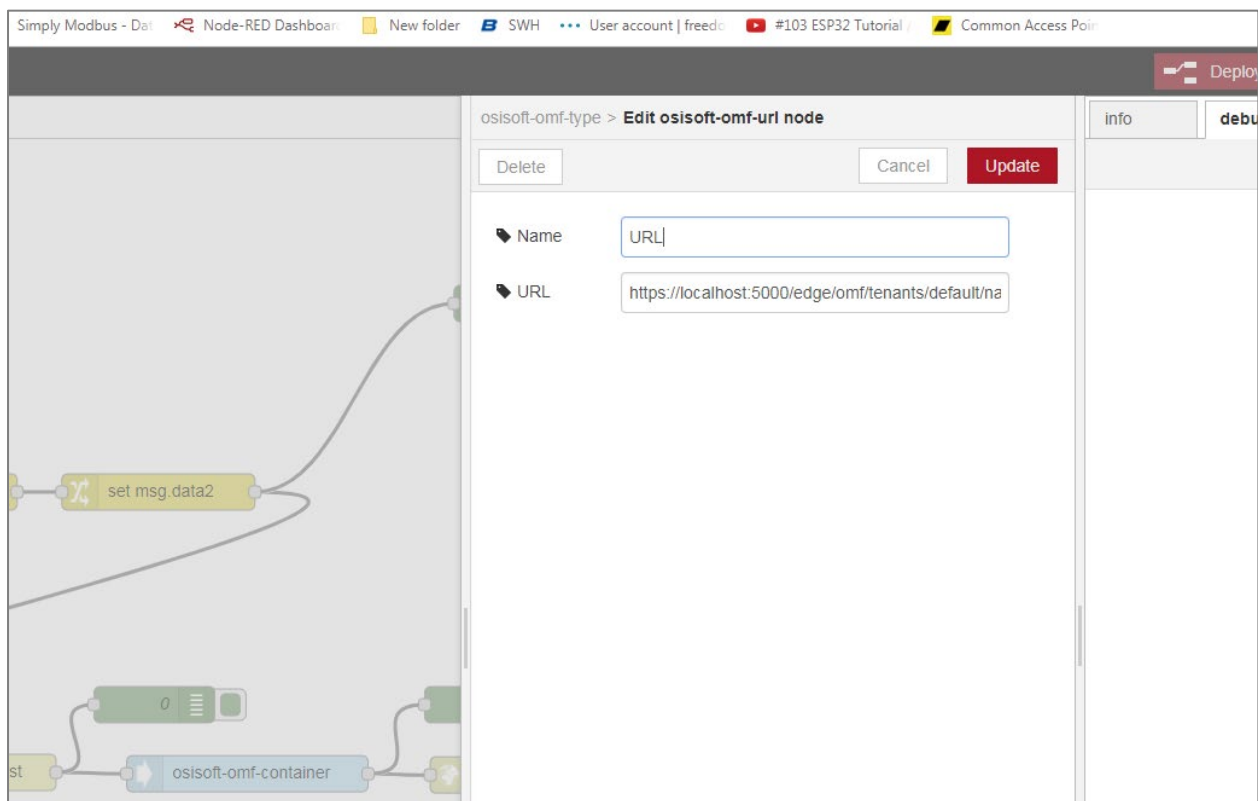 Simply Modbus - Dat Node-RED Dashboar New folder SWH User account | freedo #103 ESP32 Tutorial / Common Access Poin
Deploy
osisoft-omf-type > Edit osisoft-omf-url node
info debu
Delete Cancel Update
Name URL
URL https://localhost:5000/edge/omf/tenants/default/na
set msg.data2
0
st osisoft-omf-container